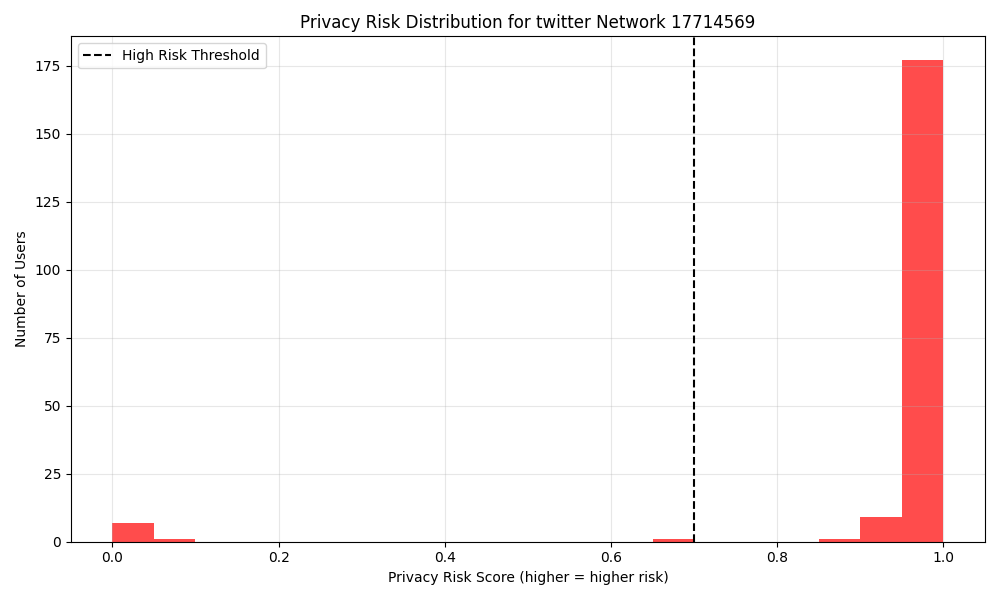 Privacy Risk Distribution for twitter Network 17714569
High Risk Threshold
175
150
125
100
75
50
25
0
Number of Users
0.0 0.2 0.4 0.6 0.8 1.0
Privacy Risk Score (higher = higher risk)